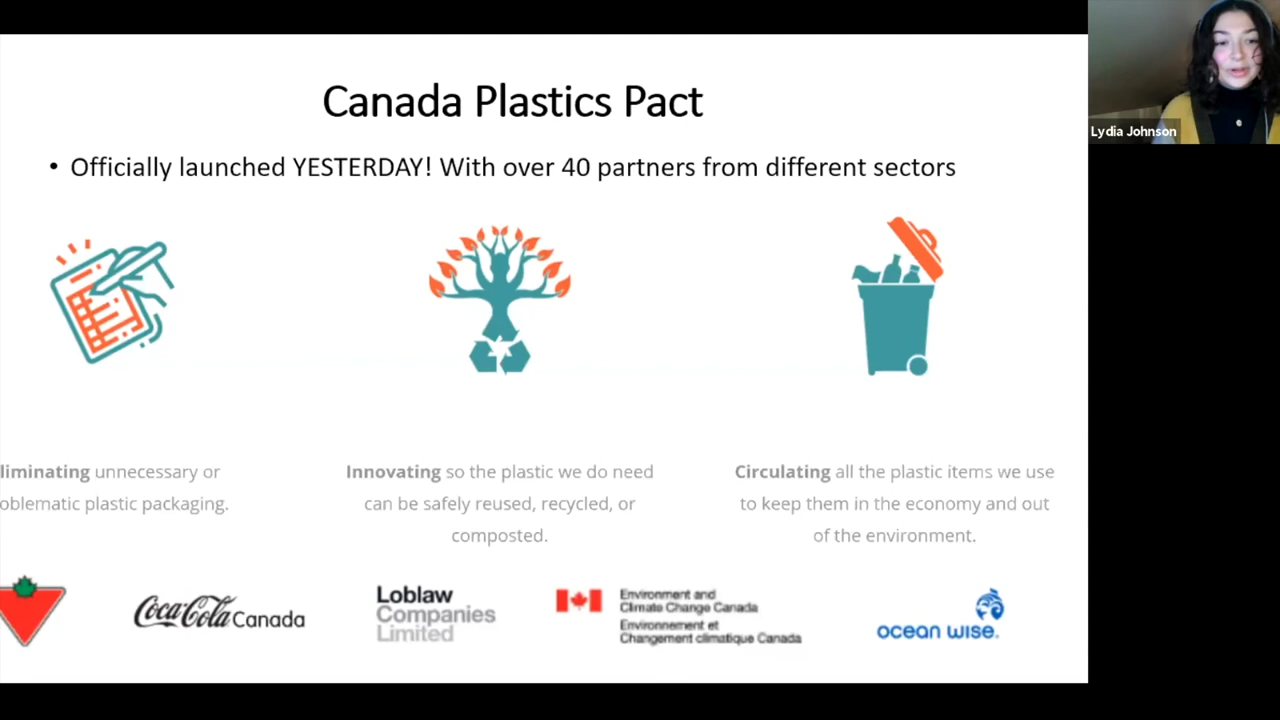 Canada Plastics Pact
Lydia Johnson
• Officially launched YESTERDAY! With over 40 partners from different sectors
liminating unnecessary or
oblematic plastic packaging.
Innovating so the plastic we do need
can be safely reused, recycled, or
composted.
Circulating all the plastic items we use
to keep them in the economy and out
of the environment.
Coca-Cola Canada
Loblaw
Companies
Limited
Environment and
Climate Change Canada
Environnement et
Changement climatique Canada
ocean wise.